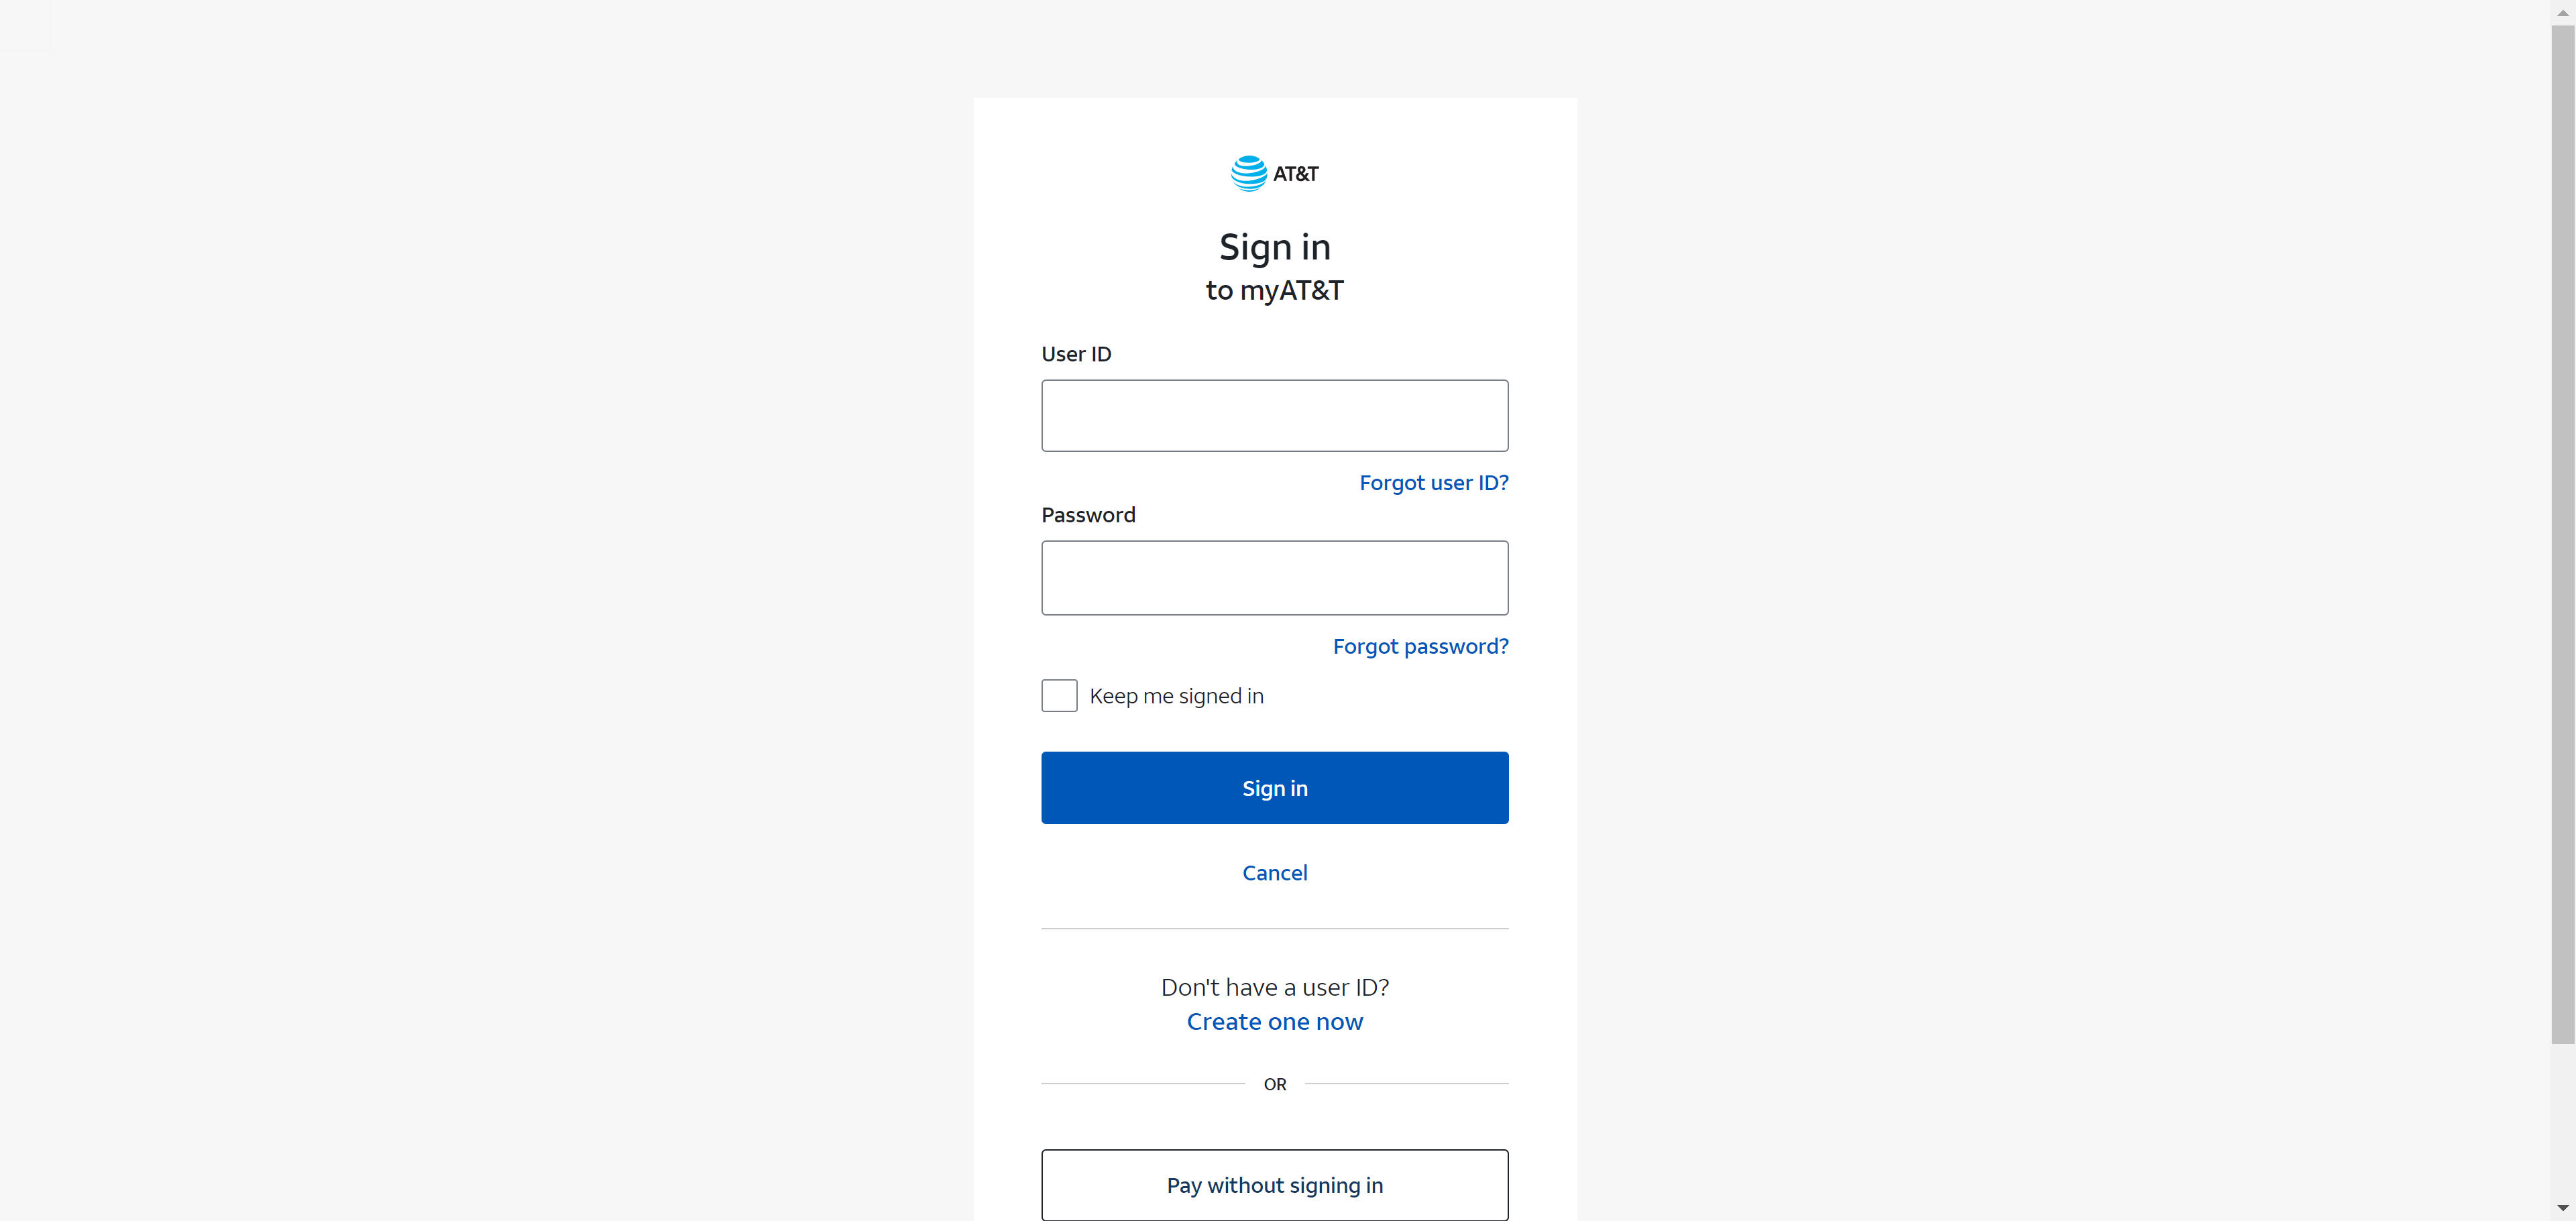 AT&T
Sign in
to myAT&T
User ID
Forgot user ID?
Password
Forgot password?
Keep me signed in
Sign in
Cancel
Don't have a user ID?
Create one now
OR
Pay without signing in